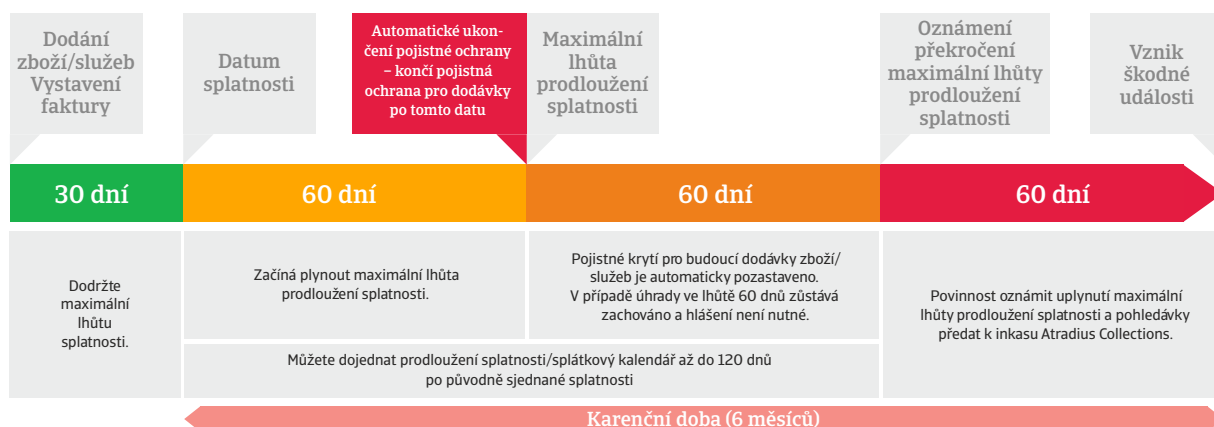 Dodání
zboží/služeb
Vystavení
faktury
Datum
splatnosti
Automatické ukon-
čení pojistné ochrany
– končí pojistná
ochrana pro dodávky
po tomto datu
Maximální
lhůta
prodloužení
splatnosti
Oznámení
překročení
maximální lhůty
prodloužení
splatnosti
Vznik
škodné
události
30 dní
60 dní
60 dní
60 dní
Dodržte
maximální
lhůtu
splatnosti.
Začíná plynout maximální lhůta
prodloužení splatnosti.
Pojistné krytí pro budoucí dodávky zboží/
služeb je automaticky pozastaveno.
V případě úhrady ve lhůtě 60 dnů zůstává
zachováno a hlášení není nutné.
Povinnost oznámit uplynutí maximální
lhůty prodloužení splatnosti a pohledávky
předat k inkasu Atradius Collections.
Můžete dojednat prodloužení splatnosti/splátkový kalendář až do 120 dnů
po původně sjednané splatnosti
Karenční doba (6 měsíců)